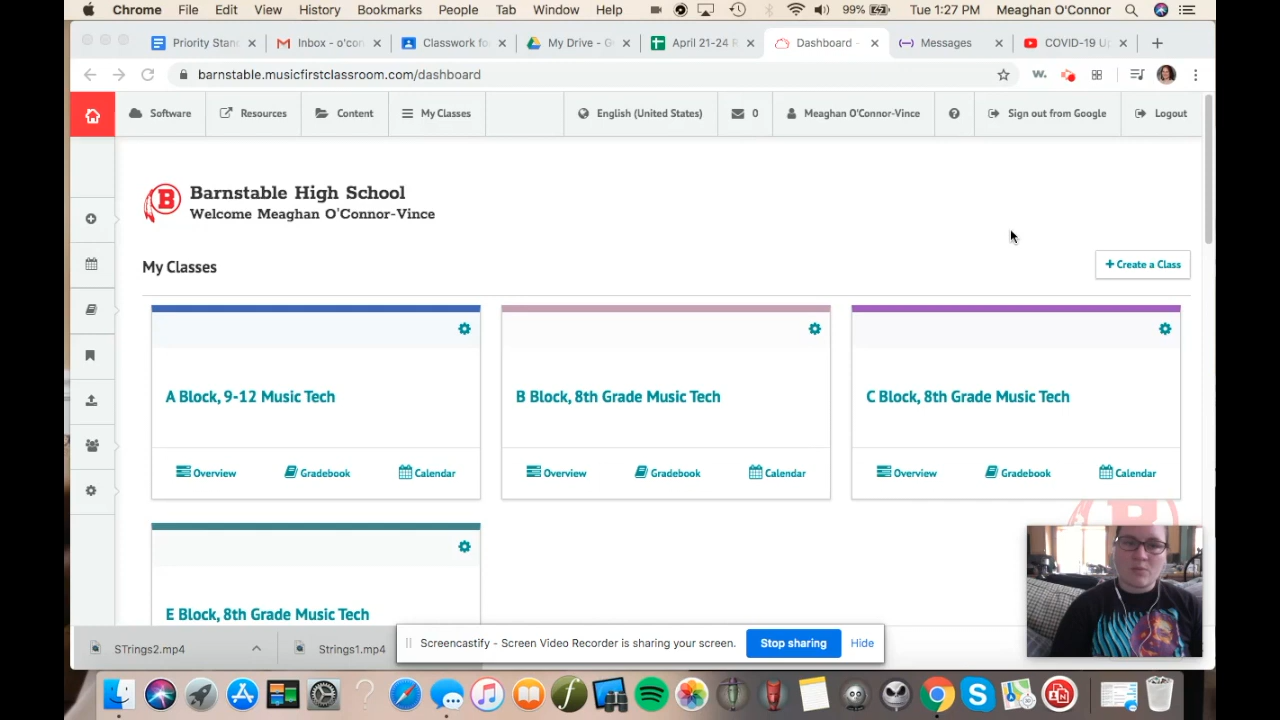 Chrome File Edit View History Bookmarks People Tab Window Help 99% Tue 1:27 PM Meaghan O'Connor
Priority Stan Inbox - o'con Classwork fo My Drive - G April 21-24 R Dashboard - Messages COVID-19 Up
barnstable.musicfirstclassroom.com/dashboard w.
Software Resources Content My Classes English (United States) 0 Meaghan O'Connor-Vince Sign out from Google Logout
B Barnstable High School
Welcome Meaghan O'Connor-Vince
My Classes + Create a Class
A Block, 9-12 Music Tech B Block, 8th Grade Music Tech C Block, 8th Grade Music Tech
Overview Gradebook Calendar Overview Gradebook Calendar Overview Gradebook Calendar
E Block, 8th Grade Music Tech
STrings2.mp4 Strings1.mp4 Screencastify - Screen Video Recorder is sharing your screen. Stop sharing Hide